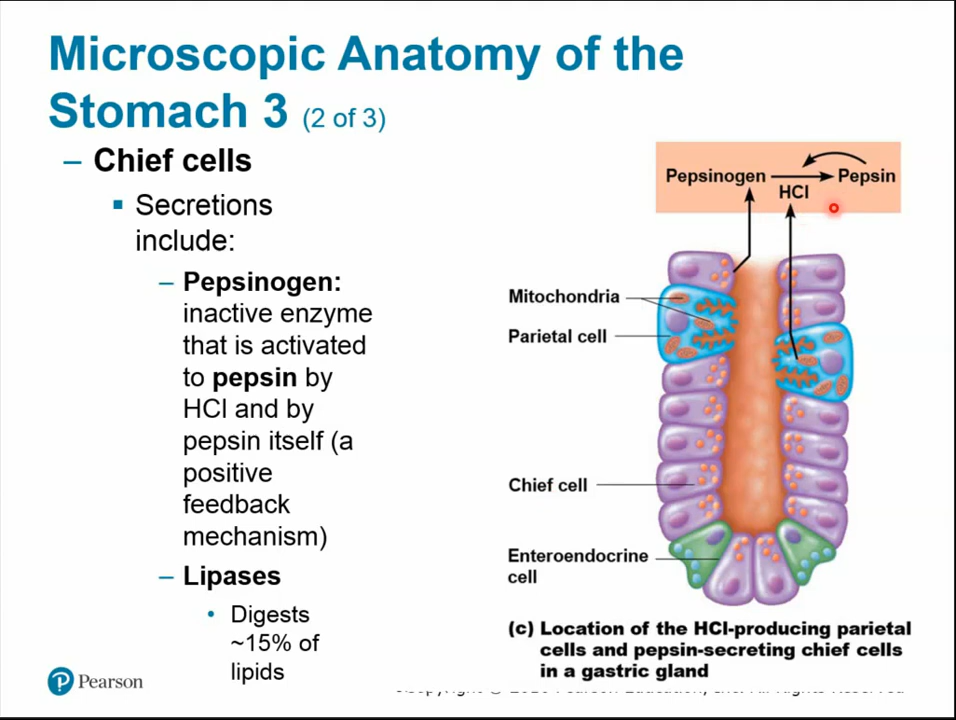 Microscopic Anatomy of the
Stomach 3 (2 of 3)
– Chief cells
▪ Secretions
include:
– Pepsinogen:
inactive enzyme
that is activated
to pepsin by
HCl and by
pepsin itself (a
positive
feedback
mechanism)
– Lipases
• Digests
~15% of
lipids
Pepsinogen
Pepsin
HCl
Mitochondria
Parietal cell
Chief cell
Enteroendocrine
cell
(c) Location of the HCl-producing parietal
cells and pepsin-secreting chief cells
in a gastric gland
Pearson